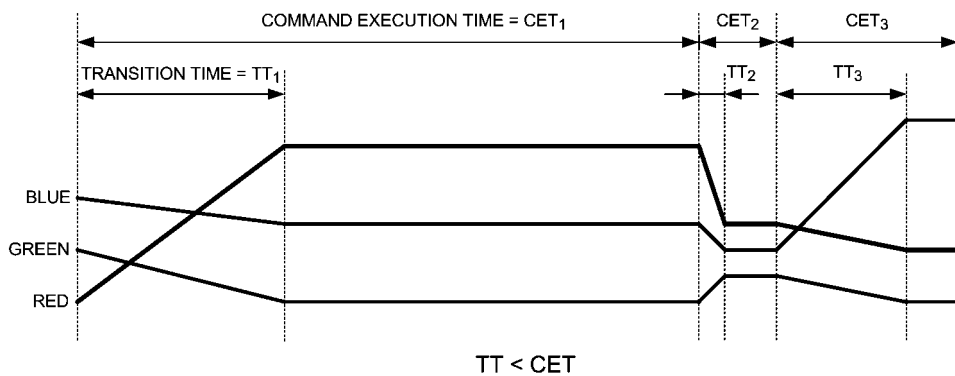 COMMAND EXECUTION TIME = CET₁
CET₂
CET₃
TRANSITION TIME = TT₁
TT₂
TT₃
BLUE
GREEN
RED
TT < CET